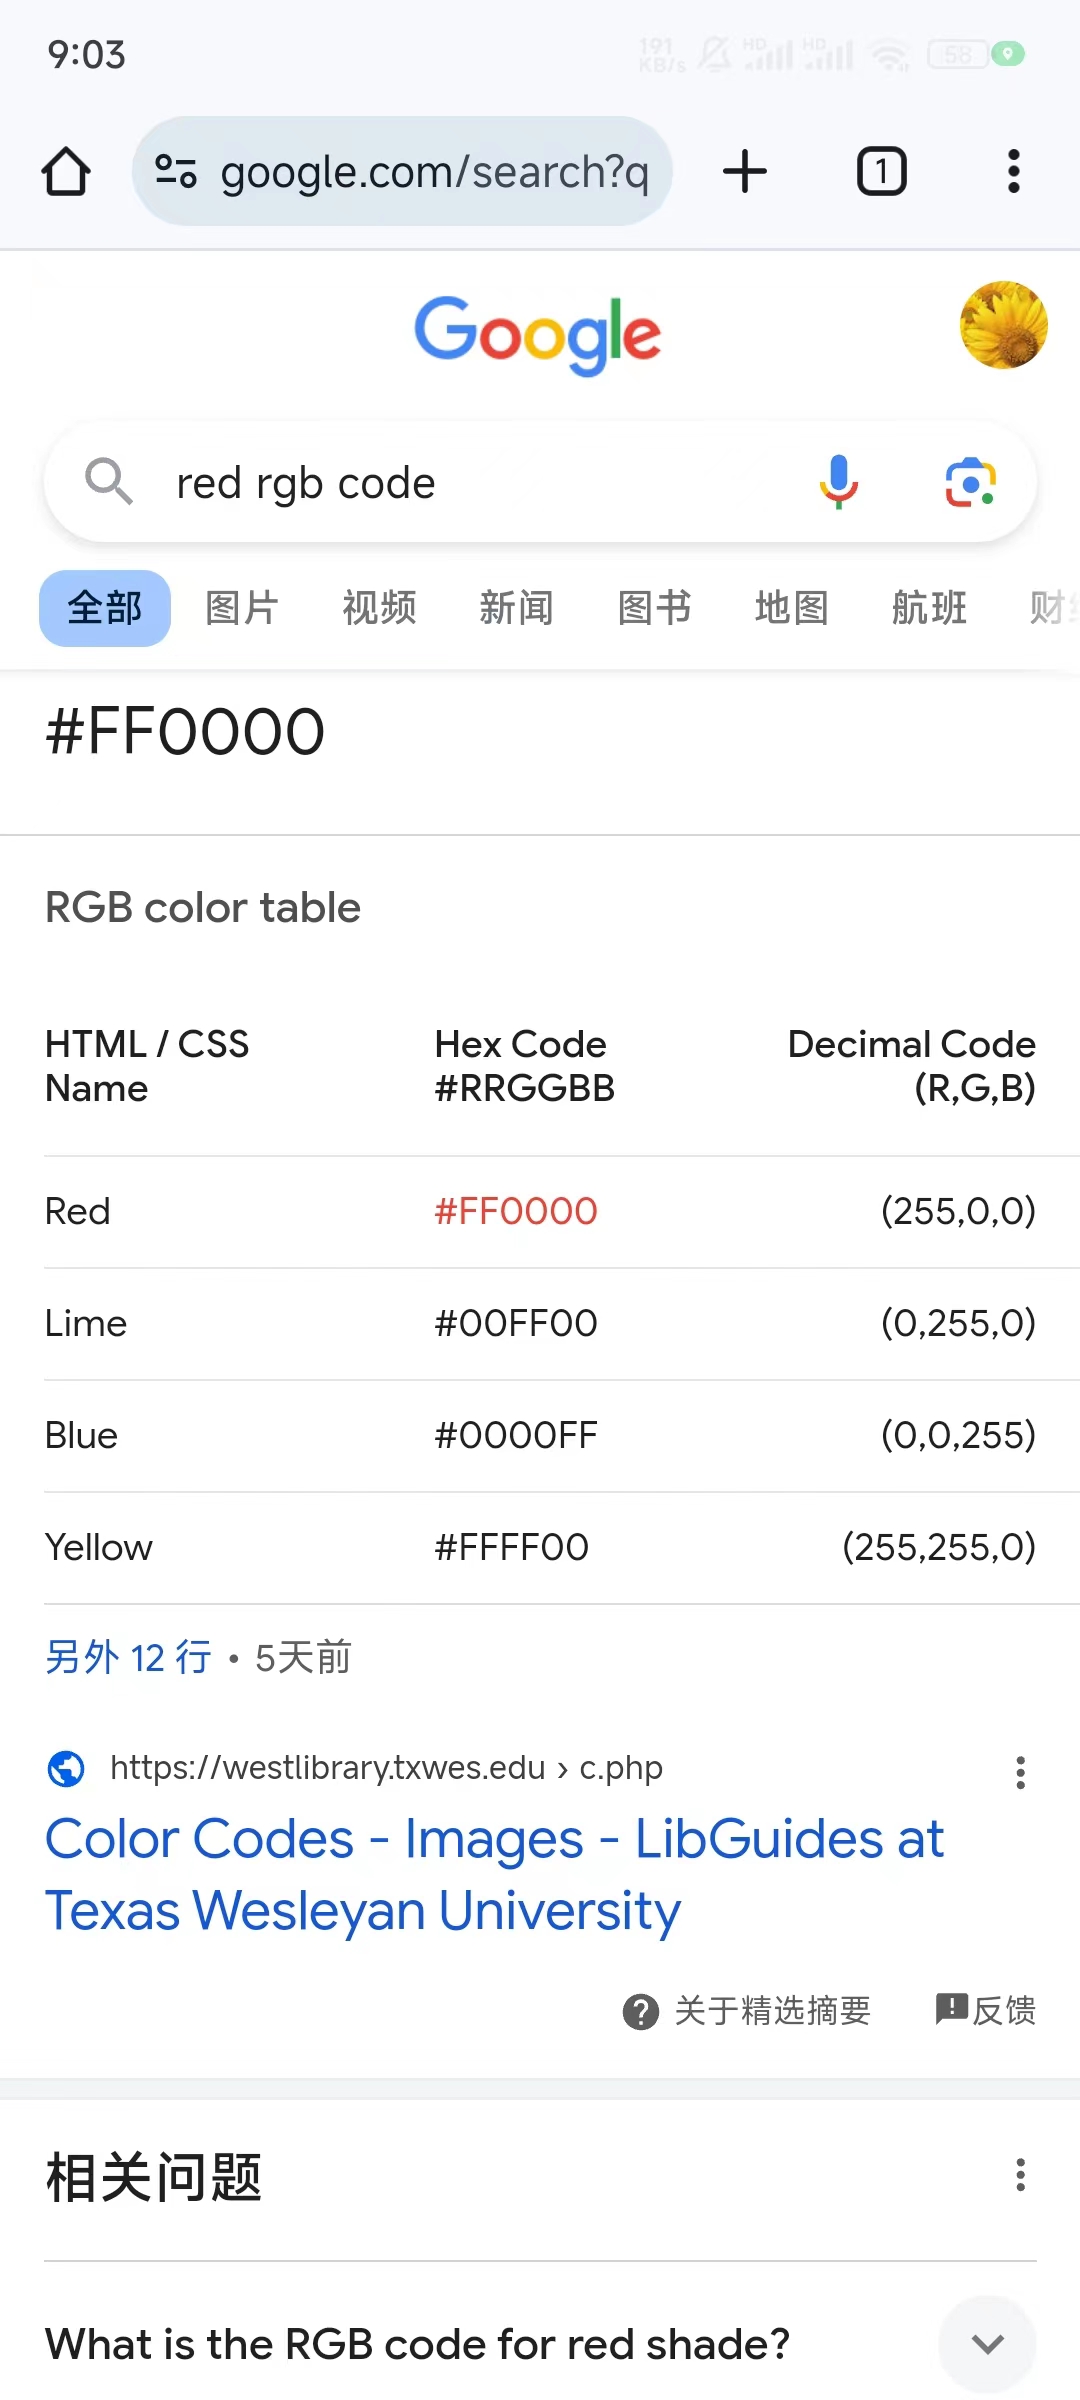 9:03
191
KB/s
HD
HD
58
google.com/search?q
1
Google
red rgb code
全部 图片 视频 新闻 图书 地图 航班 财
#FF0000
RGB color table
HTML / CSS Name
Hex Code #RRGGBB
Decimal Code (R,G,B)
Red #FF0000 (255,0,0)
Lime #00FF00 (0,255,0)
Blue #0000FF (0,0,255)
Yellow #FFFF00 (255,255,0)
另外 12 行 • 5天前
https://westlibrary.txwes.edu › c.php
Color Codes - Images - LibGuides at
Texas Wesleyan University
关于精选摘要 反馈
相关问题
What is the RGB code for red shade?